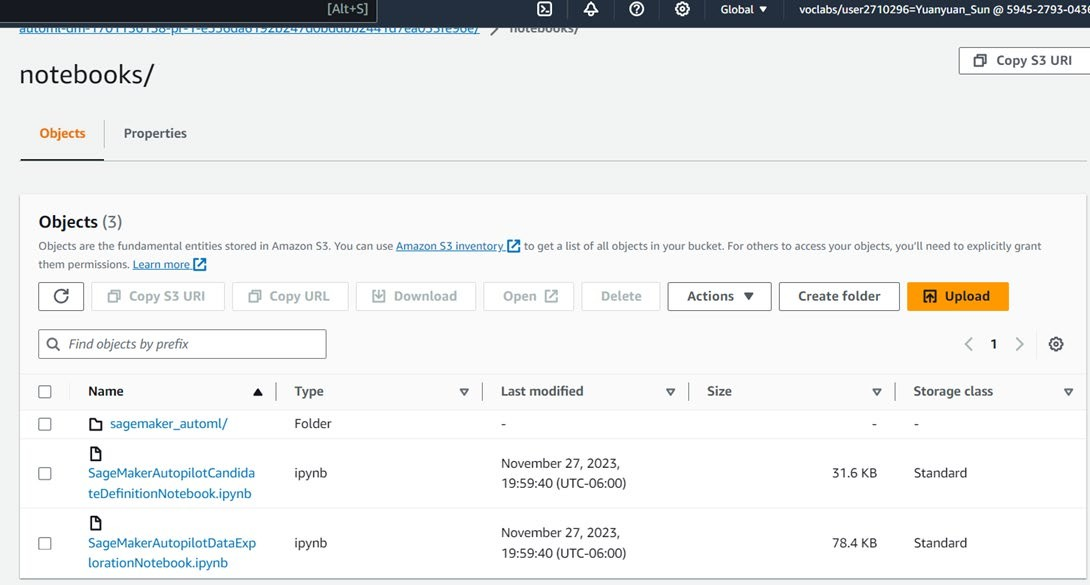 [Alt+S]
Global
voclabs/user2710296=Yuanyuan_Sun @ 5945-2793-0436
notebooks/
notebooks/
Copy S3 URI
Objects
Properties
Objects (3)
Objects are the fundamental entities stored in Amazon S3. You can use Amazon S3 inventory to get a list of all objects in your bucket. For others to access your objects, you'll need to explicitly grant
them permissions. Learn more
Copy S3 URI
Copy URL
Download
Open
Delete
Actions
Create folder
Upload
Find objects by prefix
1
Name
Type
Last modified
Size
Storage class
sagemaker_automl/
Folder
-
-
-
SageMakerAutopilotCandida
teDefinitionNotebook.ipynb
ipynb
November 27, 2023,
19:59:40 (UTC-06:00)
31.6 KB
Standard
SageMakerAutopilotDataExp
lorationNotebook.ipynb
ipynb
November 27, 2023,
19:59:40 (UTC-06:00)
78.4 KB
Standard